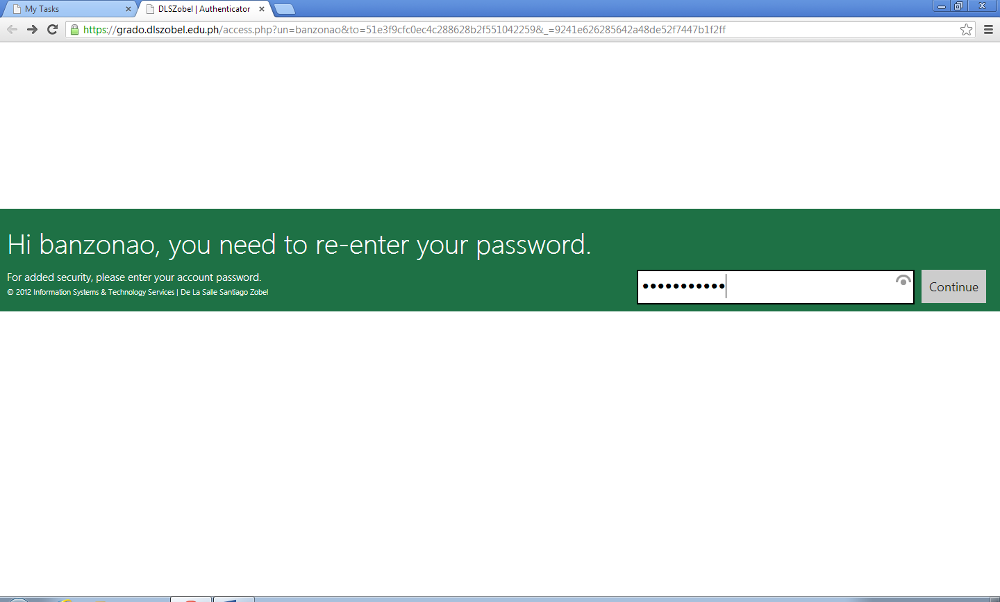 My Tasks
DLSZobel | Authenticator
https://grado.dlszobel.edu.ph/access.php?un=banzonao&to=51e3f9cfc0ec4c288628b2f551042259&_=9241e626285642a48de52f7447b1f2ff
Hi banzonao, you need to re-enter your password.
For added security, please enter your account password.
© 2012 Information Systems & Technology Services | De La Salle Santiago Zobel
Continue